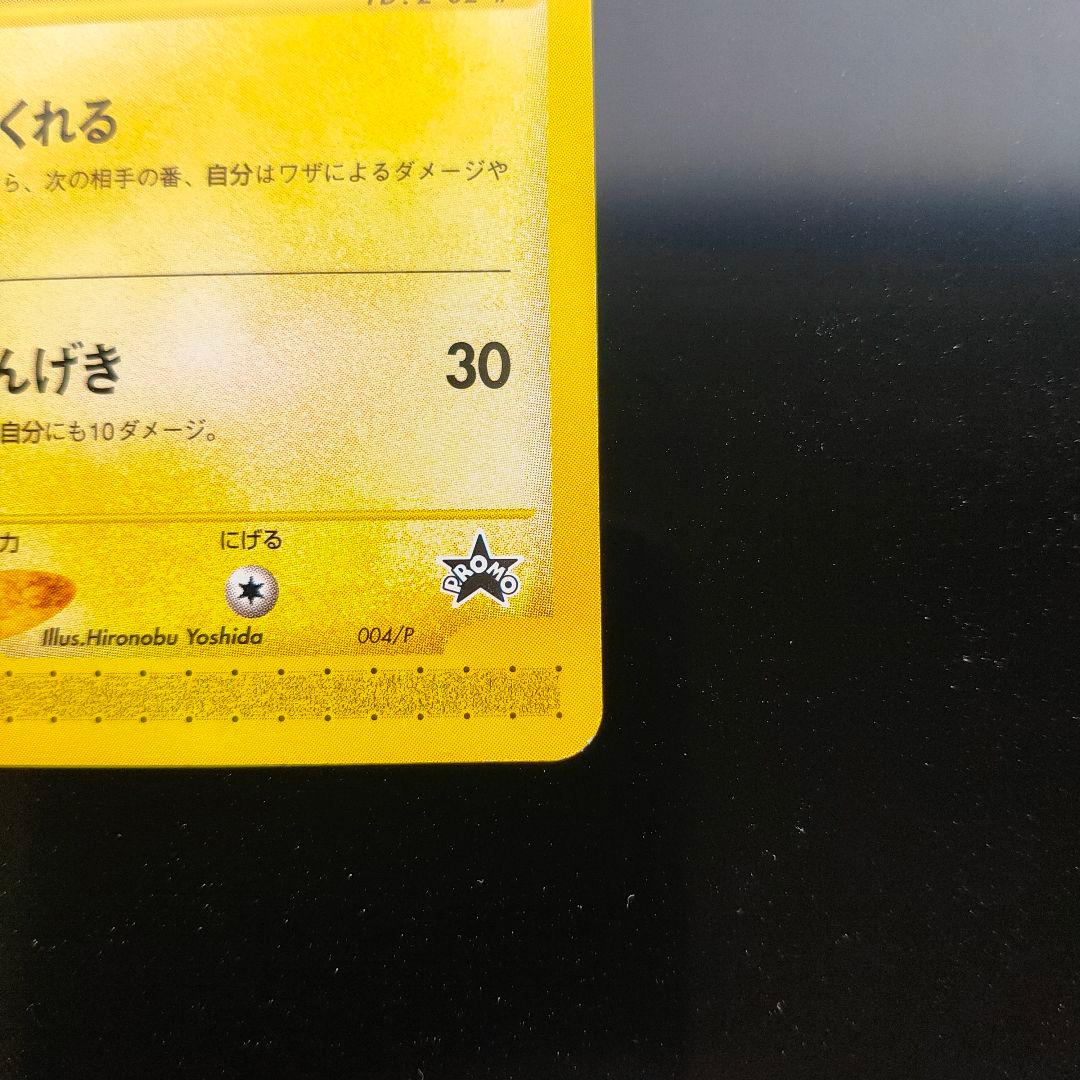 くれる
ら、次の相手の番、自分はワザによるダメージや
んげき 30
自分にも10ダメージ。
力 にげる
PROMO
Illus.Hironobu Yoshida 004/P